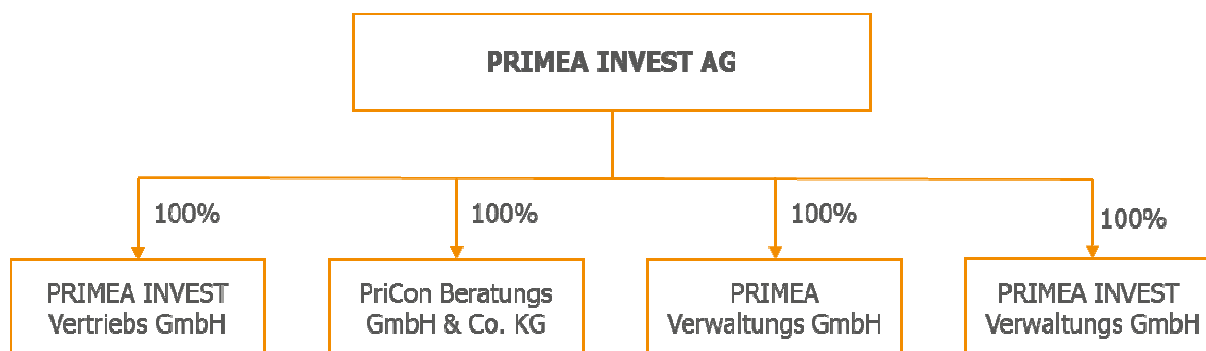 PRIMEA INVEST AG
100%
100%
100%
100%
PRIMEA INVEST
Vertriebs GmbH
PriCon Beratungs
GmbH & Co. KG
PRIMEA
Verwaltungs GmbH
PRIMEA INVEST
Verwaltungs GmbH